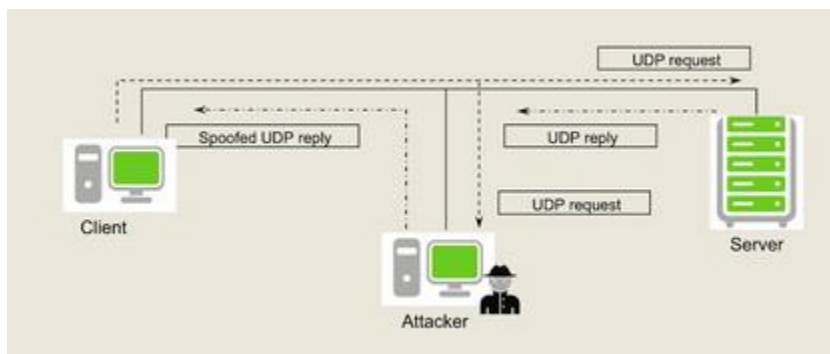 UDP request
Spoofed UDP reply
UDP reply
Client
UDP request
Server
Attacker